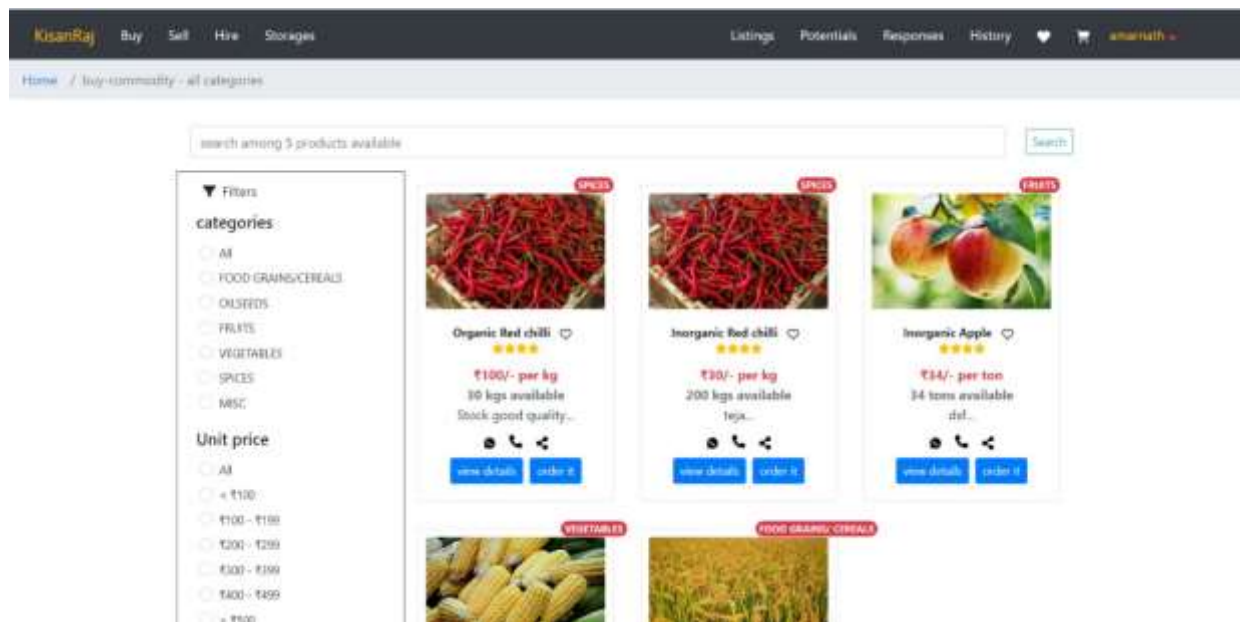 KisanRaj Buy Sell Hire Storages Listings Potentials Responses History amarnath
Home / buy-commodity - all categories
search among 5 products available Search
Filters
categories
All
FOOD GRAINS/CEREALS
OILSEEDS
FRUITS
VEGETABLES
SPICES
MISC
Unit price
All
< ₹100
₹100 - ₹199
₹200 - ₹299
₹300 - ₹399
₹400 - ₹499
SPICES
Organic Red chilli
₹100/- per kg
30 kgs available
Stock good quality...
view details order it
SPICES
Inorganic Red chilli
₹30/- per kg
200 kgs available
teja...
view details order it
FRUITS
Inorganic Apple
₹34/- per ton
34 tons available
view details order it
VEGETABLES
FOOD GRAINS/ CEREALS